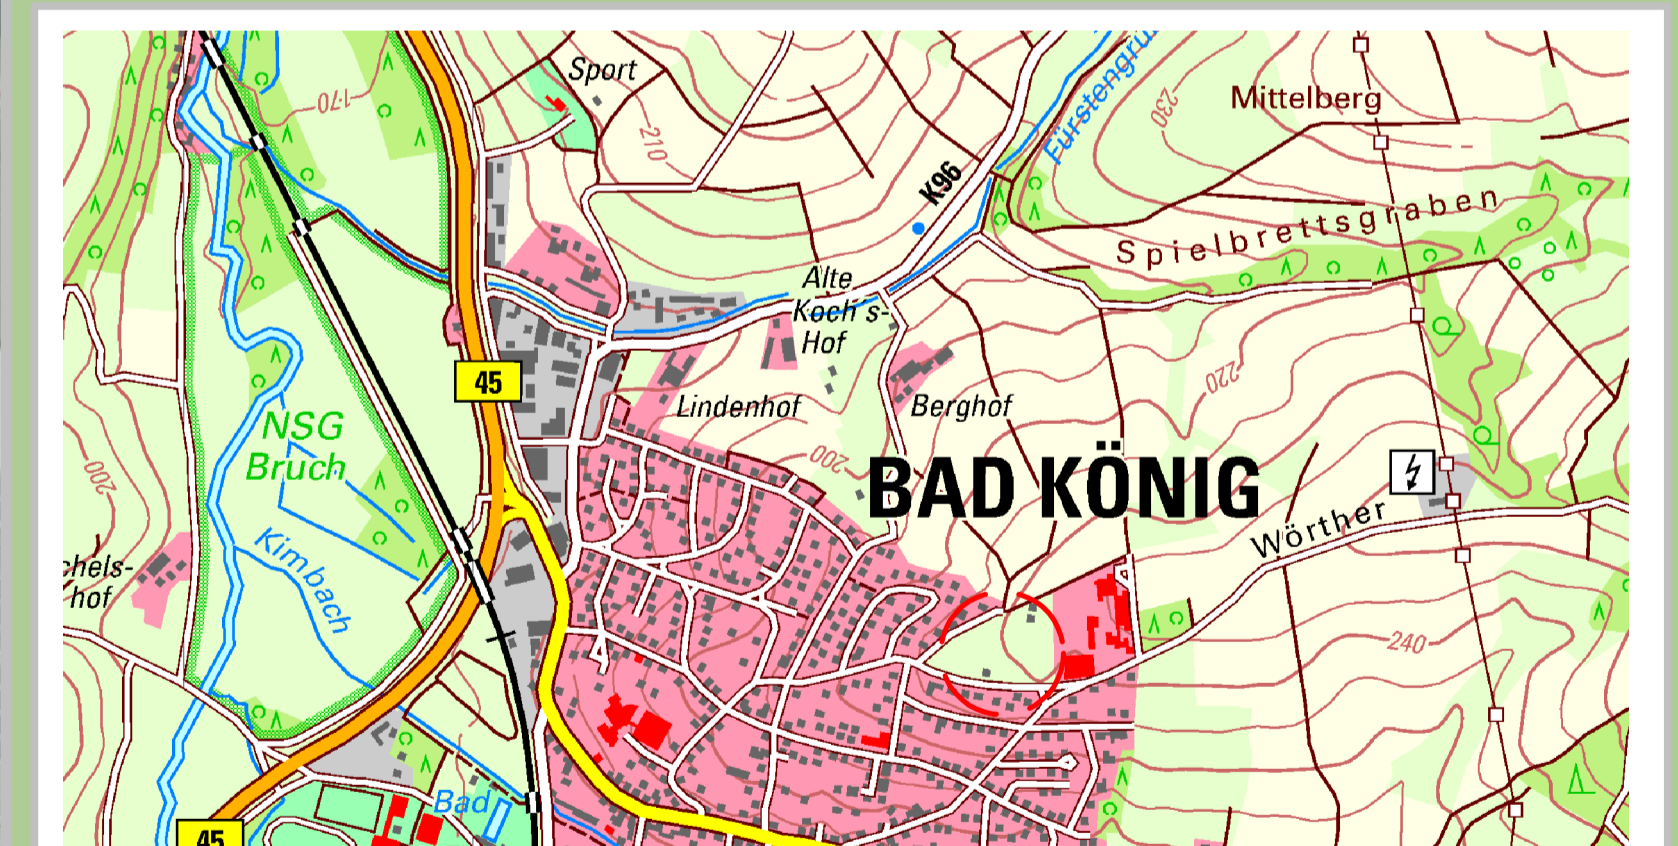 Sport
170
210
K96
Fürstengru
230
Mittelberg
Spielbrettsgraben
Alte
Koch´s-
Hof
45
Lindenhof
Berghof
220
NSG
Bruch
200
200
BAD KÖNIG
Wörther
Kimbach
chels-
hof
240
Bad
45